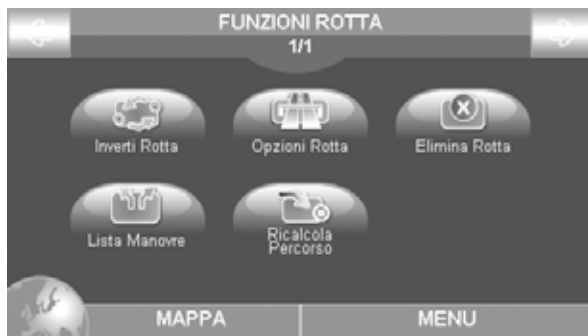 FUNZIONI ROTTA
1/1
Inverti Rotta
Opzioni Rotta
Elimina Rotta
Lista Manovre
Ricalcola
Percorso
MAPPA
MENU